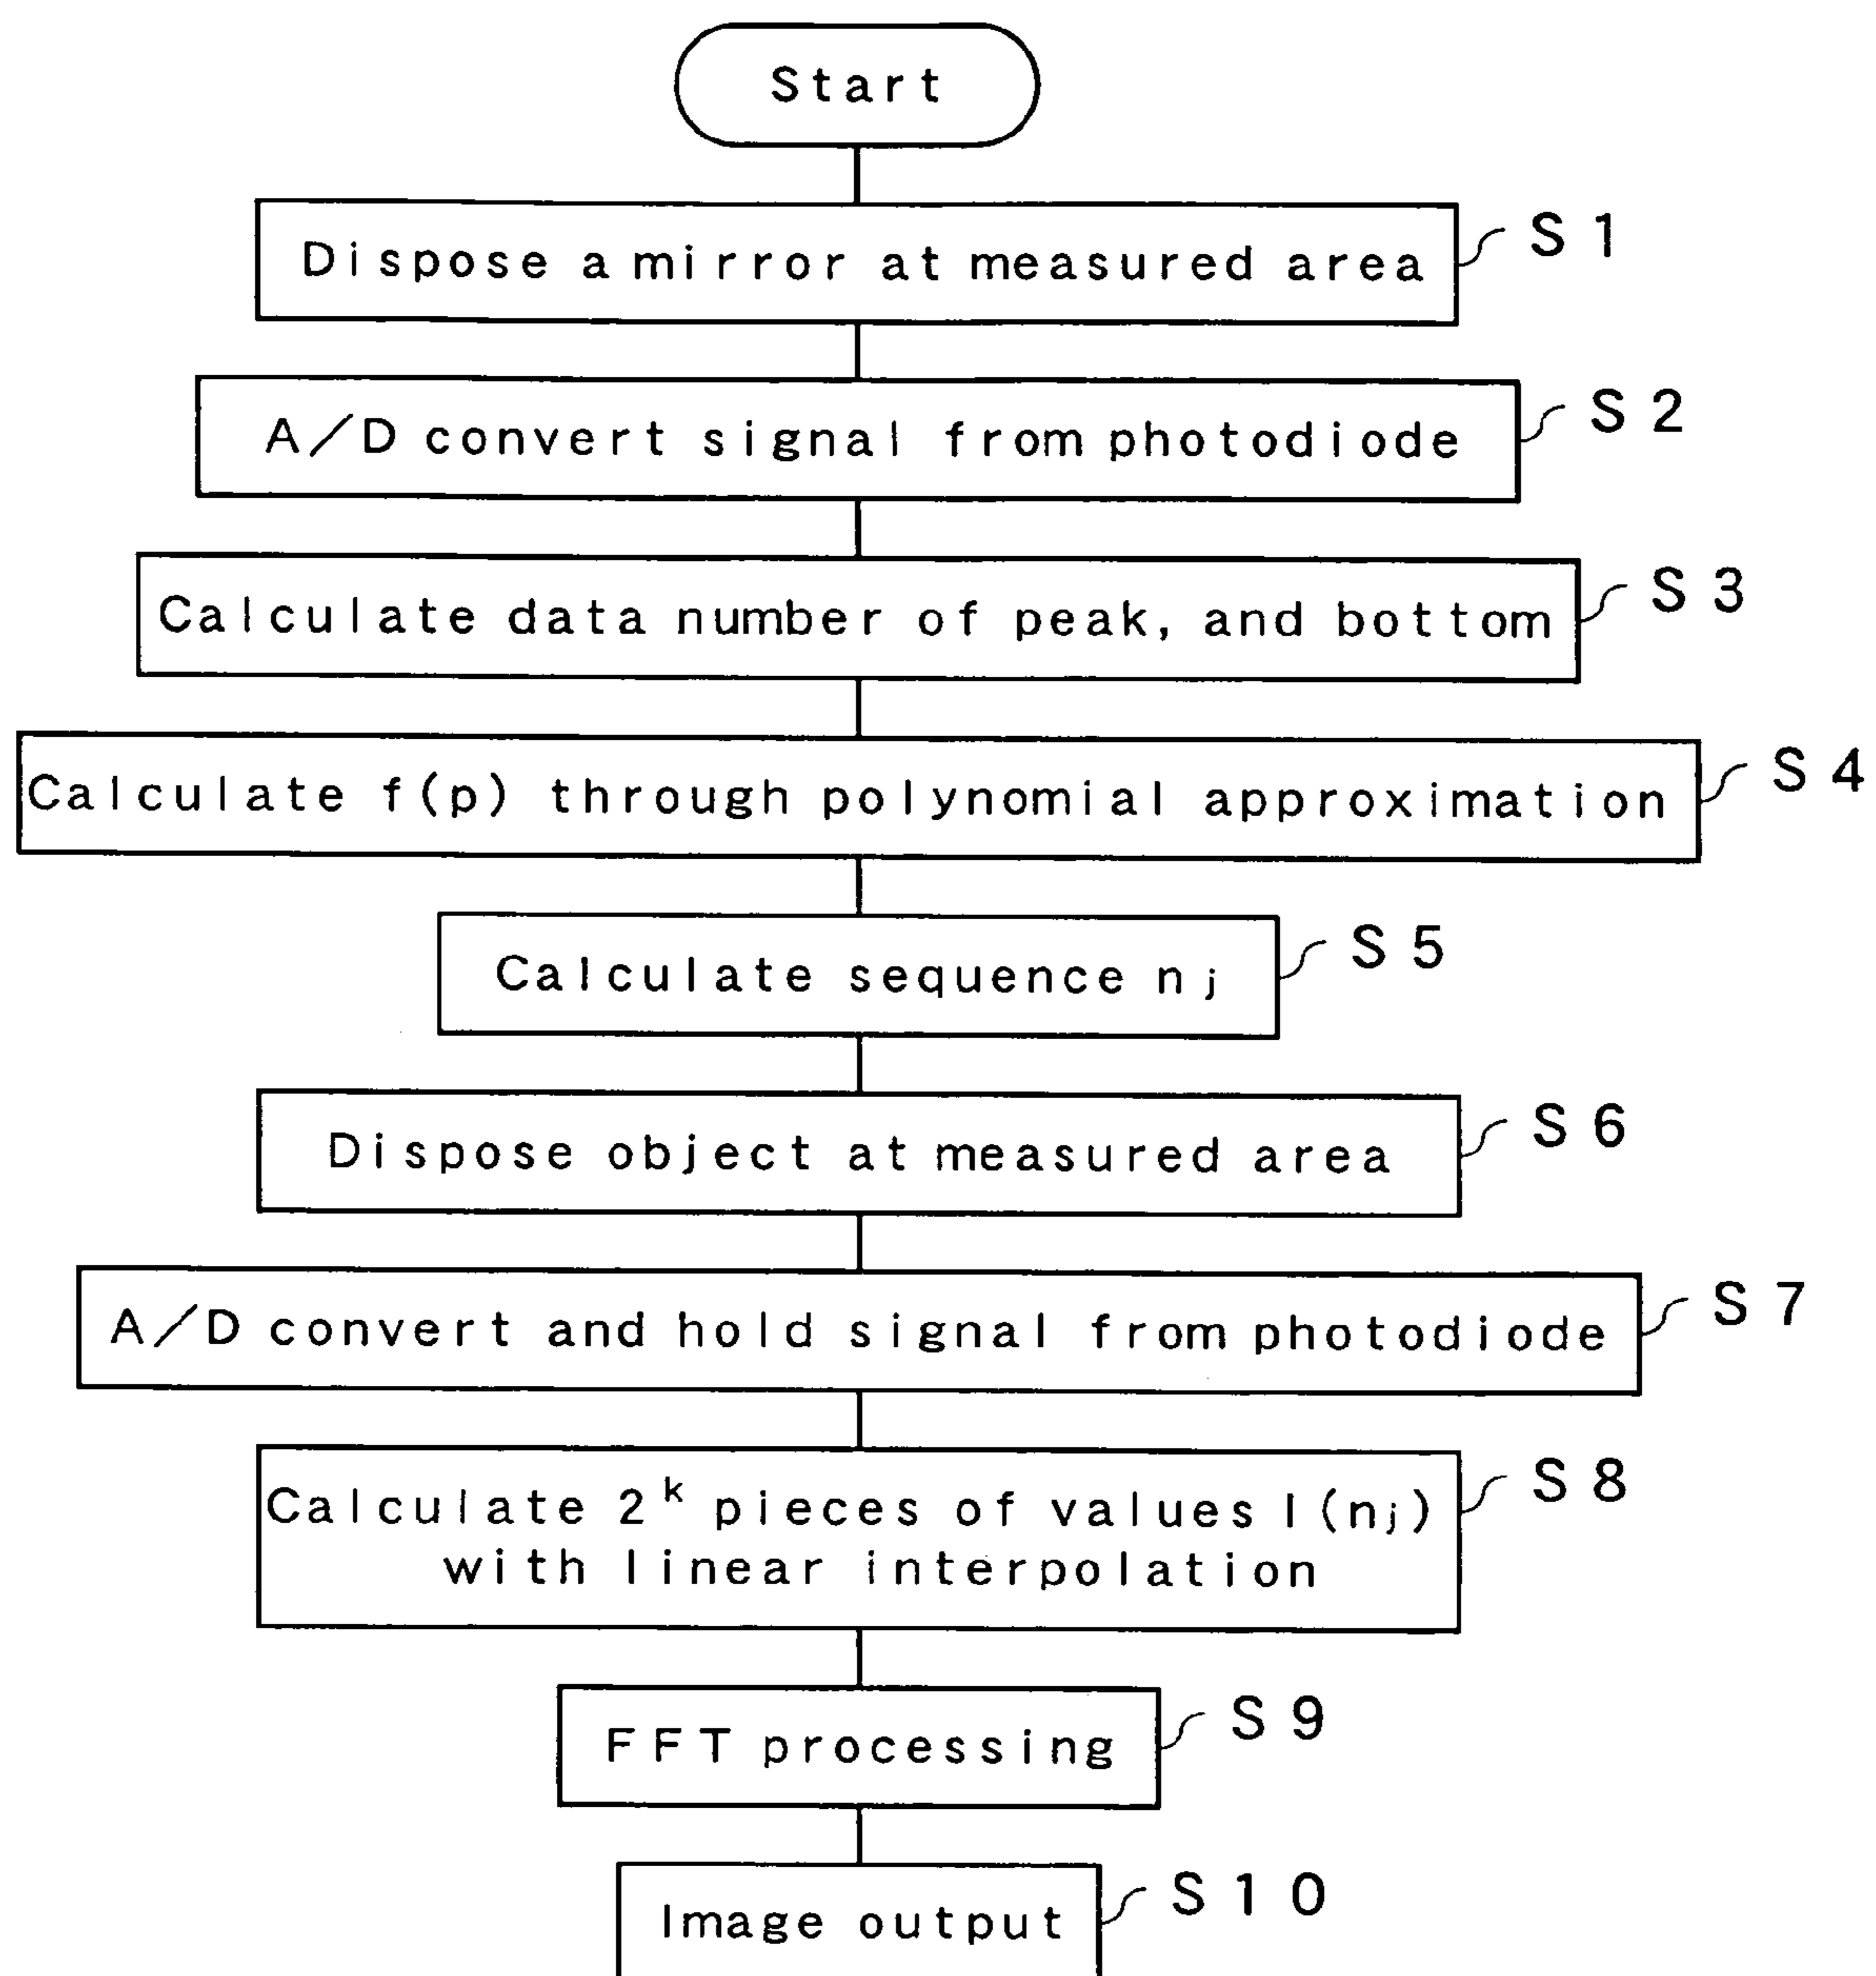 Start
Dispose a mirror at measured area
S1
A/D convert signal from photodiode
S2
Calculate data number of peak, and bottom
S3
Calculate f(p) through polynomial approximation
S4
Calculate sequence nj
S5
Dispose object at measured area
S6
A/D convert and hold signal from photodiode
S7
Calculate 2^k pieces of values I(nj)
with linear interpolation
S8
FFT processing
S9
Image output
S10